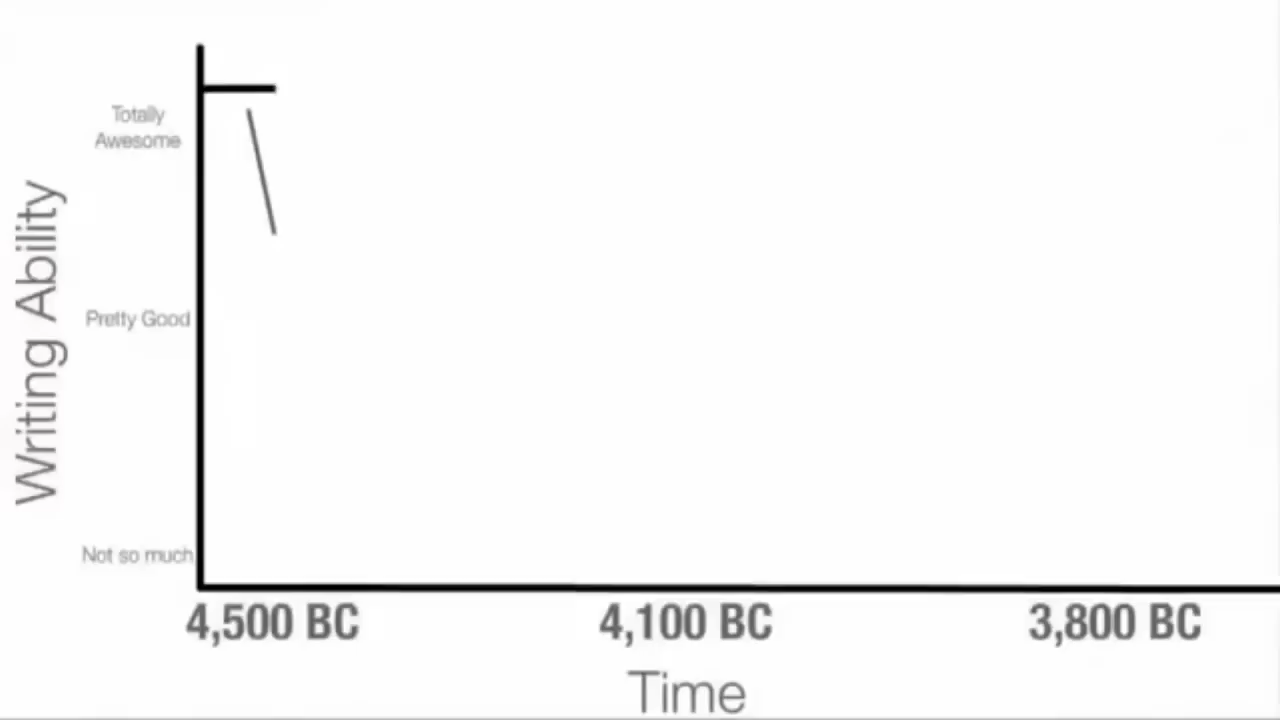 Totally
Awesome
Writing Ability
Pretty Good
Not so much
4,500 BC
4,100 BC
3,800 BC
Time